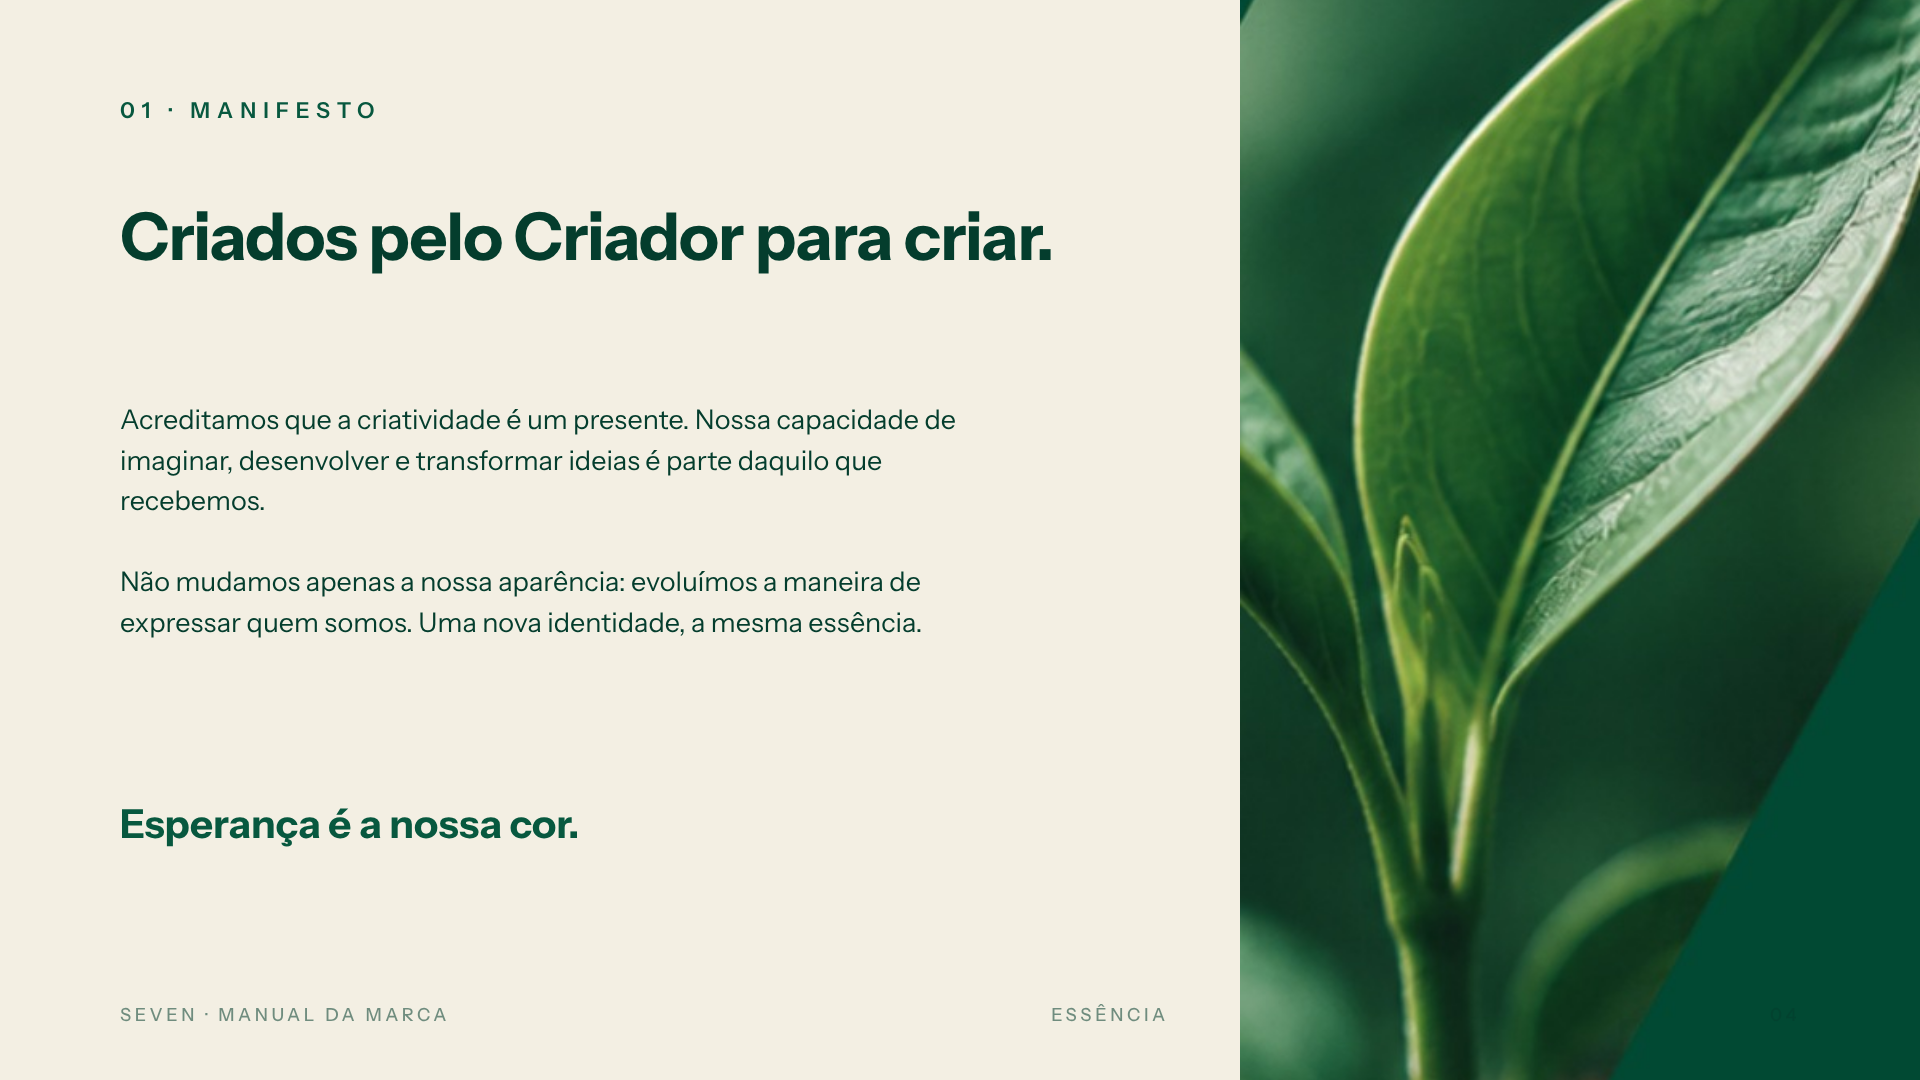 01 · MANIFESTO
Criados pelo Criador para criar.
Acreditamos que a criatividade é um presente. Nossa capacidade de
imaginar, desenvolver e transformar ideias é parte daquilo que
recebemos.
Não mudamos apenas a nossa aparência: evoluímos a maneira de
expressar quem somos. Uma nova identidade, a mesma essência.
Esperança é a nossa cor.
SEVEN · MANUAL DA MARCA
ESSÊNCIA